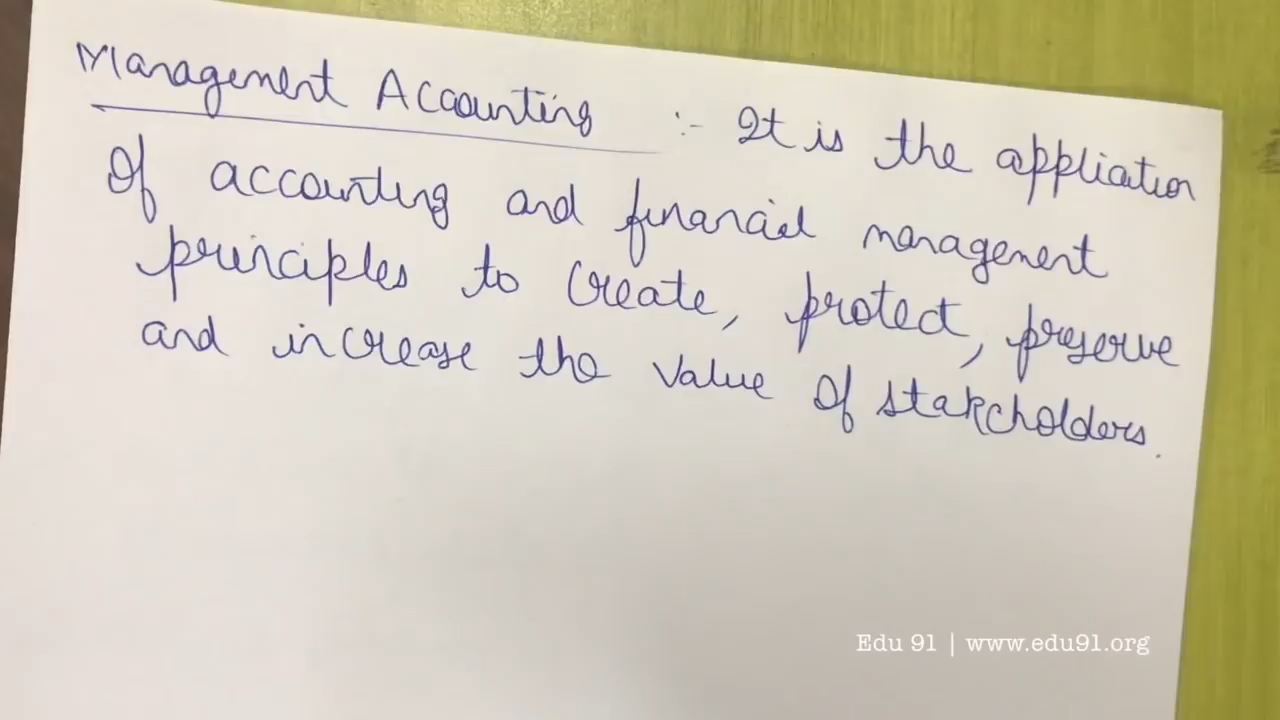 Management Accounting :- It is the application
Of accounting and financial management
principles to create, protect, preserve
and increase the value of stakeholders.
Edu 91 | www.edu91.org